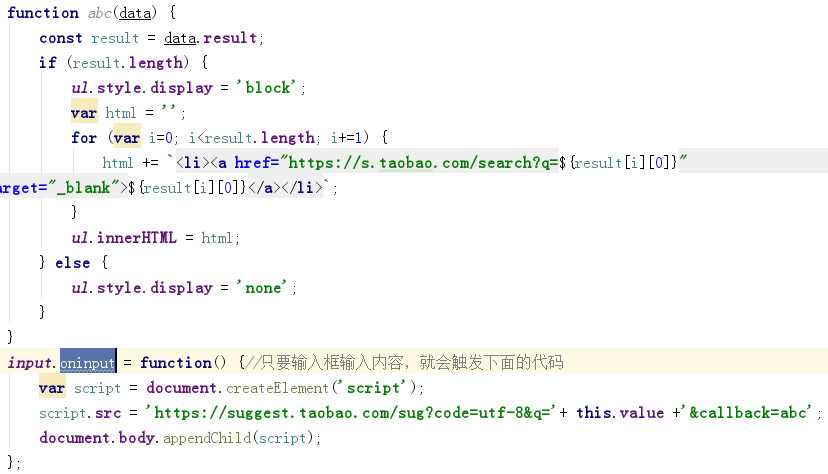 function abc(data) {
const result = data.result;
if (result.length) {
ul.style.display = 'block';
var html = '';
for (var i=0; i<result.length; i+=1) {
html += `<li><a href="https://s.taobao.com/search?q=${result[i][0]}"
arget="_blank">${result[i][0]}</a></li>`;
}
ul.innerHTML = html;
} else {
ul.style.display = 'none';
}
}
input.oninput = function() {//只要输入框输入内容，就会触发下面的代码
var script = document.createElement('script');
script.src = 'https://suggest.taobao.com/sug?code=utf-8&q='+ this.value +'&callback=abc';
document.body.appendChild(script);
};